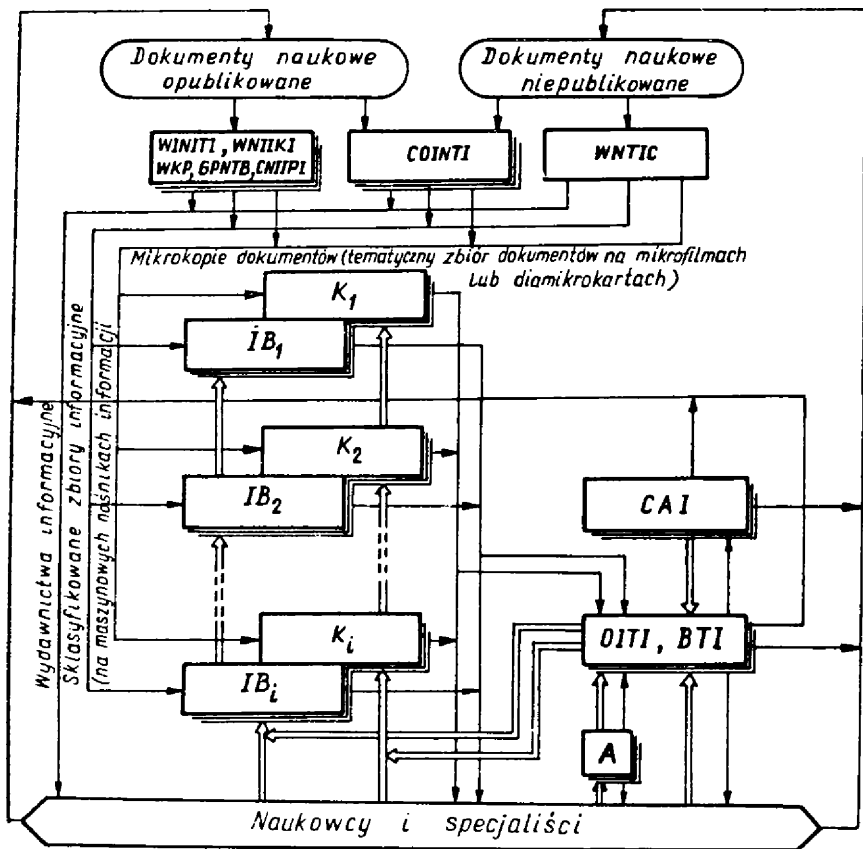 Dokumenty naukowe
opublikowane
Dokumenty naukowe
niepublikowane
WINITI, WNIIKI
WKP, GPNTB, CNIIPI
COINTI
WNTIC
Mikrokopie dokumentów (tematyczny zbiór dokumentów na mikrofilmach
lub diamikrokartach)
K1
IB1
K2
IB2
Ki
IBi
Wydawnictwa informacyjne
Sklasyfikowane zbiory informacyjne
(na maszynowych nośnikach informacji
CAI
OITI, BTI
A
Naukowcy i specjaliści